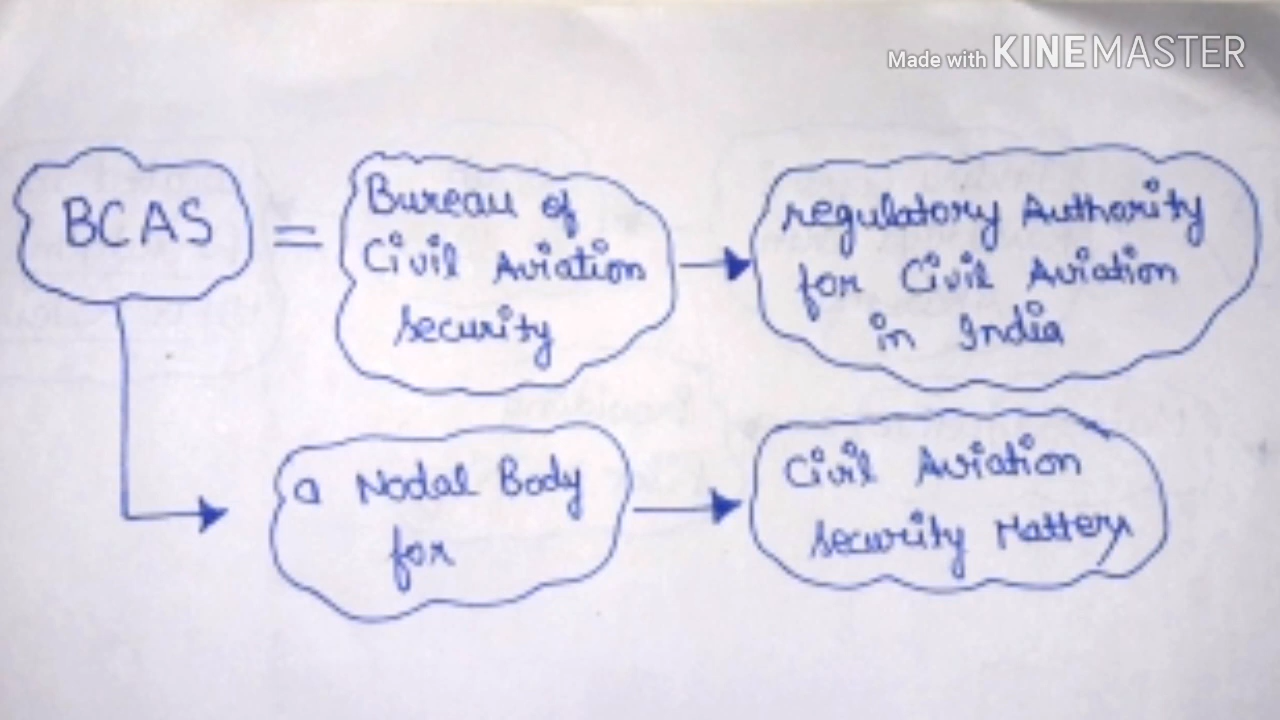 Made with KINEMASTER
BCAS
=
Bureau of
Civil Aviation
security
regulatory Authority
for Civil Aviation
in India
a Nodal Body
for
Civil Aviation
security Matters